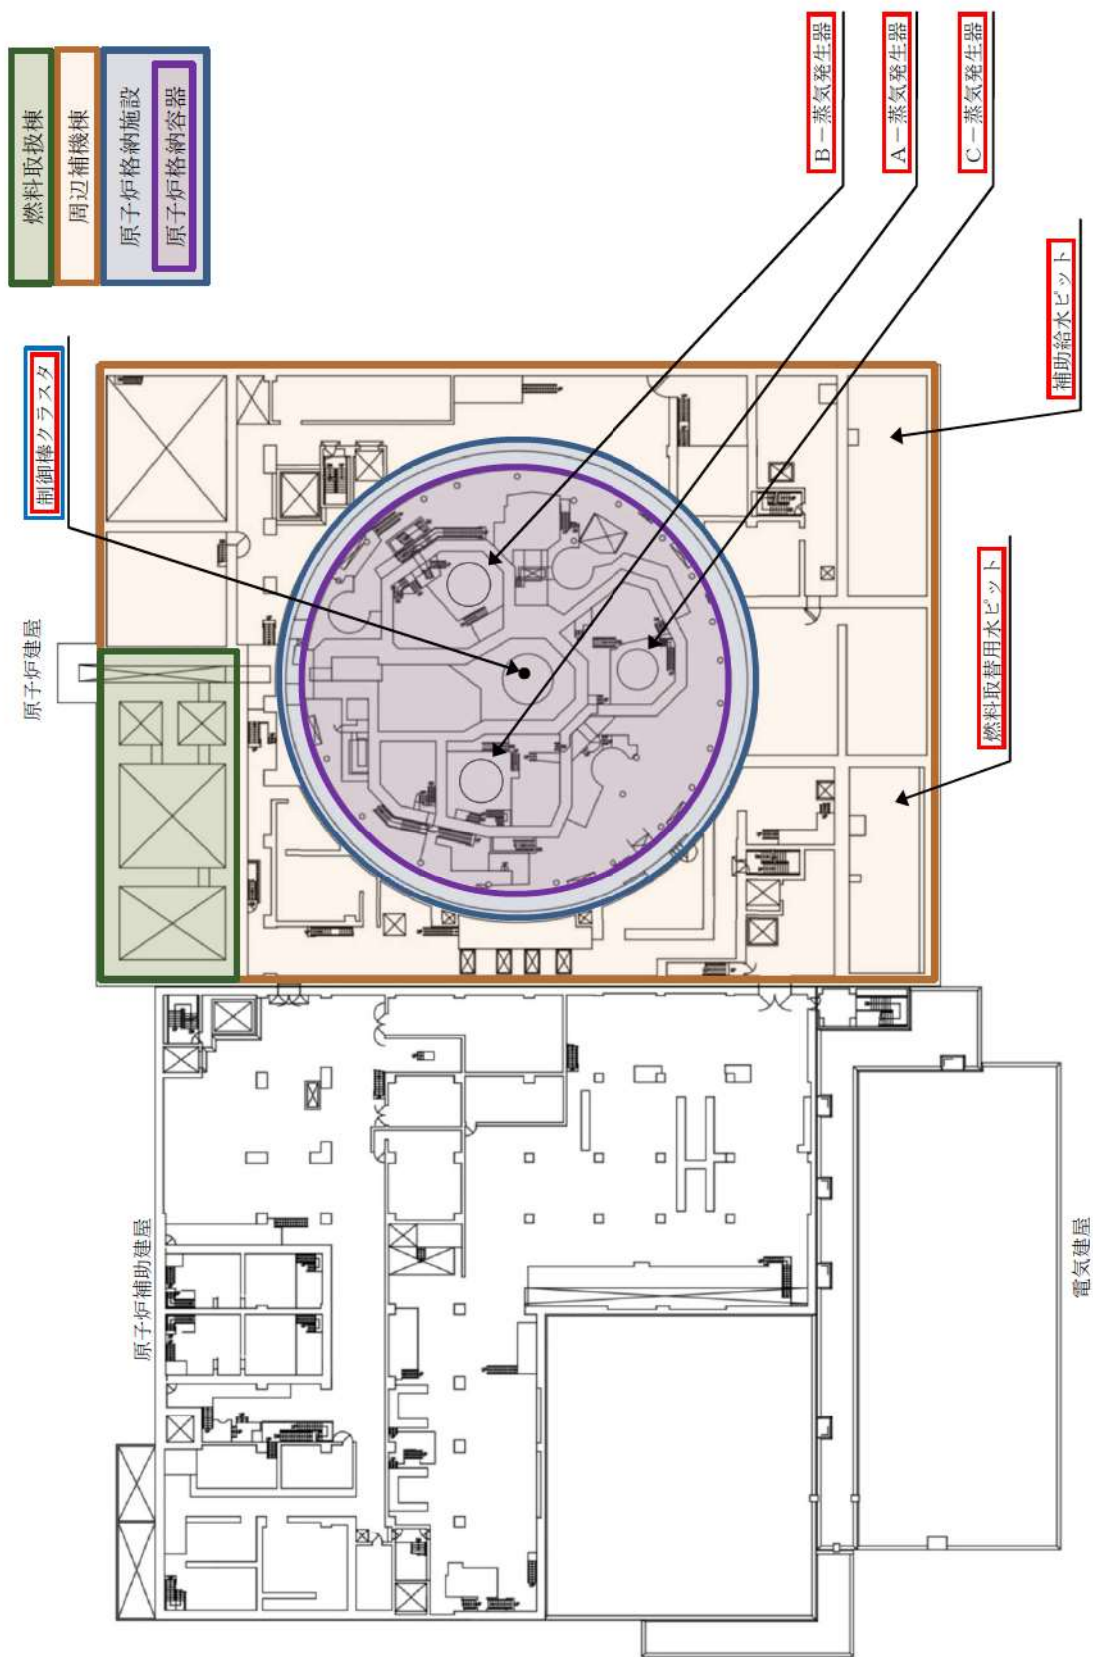 燃料取扱棟
周辺補機棟
原子炉格納施設
原子炉格納容器
B－蒸気発生器
A－蒸気発生器
C－蒸気発生器
制御棒クラスタ
補助給水ピット
燃料取替用水ピット
原子炉建屋
原子炉補助建屋
電気建屋